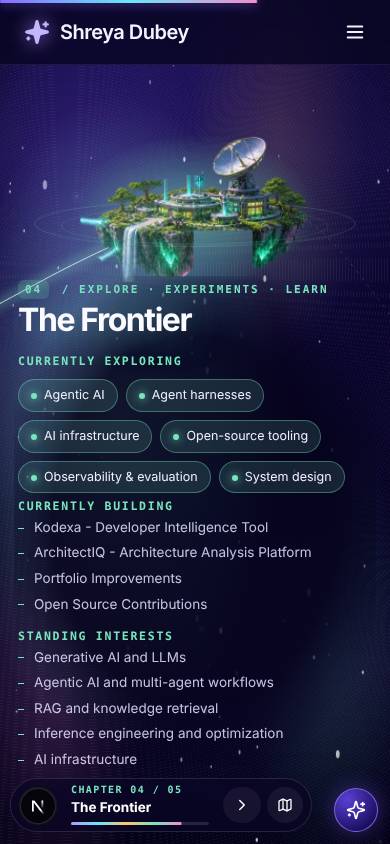 Shreya Dubey
04 / EXPLORE · EXPERIMENTS · LEARN
The Frontier
CURRENTLY EXPLORING
Agentic AI
Agent harnesses
AI infrastructure
Open-source tooling
Observability & evaluation
System design
CURRENTLY BUILDING
– Kodexa - Developer Intelligence Tool
– ArchitectIQ - Architecture Analysis Platform
– Portfolio Improvements
– Open Source Contributions
STANDING INTERESTS
– Generative AI and LLMs
– Agentic AI and multi-agent workflows
– RAG and knowledge retrieval
– Inference engineering and optimization
– AI infrastructure
N
CHAPTER 04 / 05
The Frontier